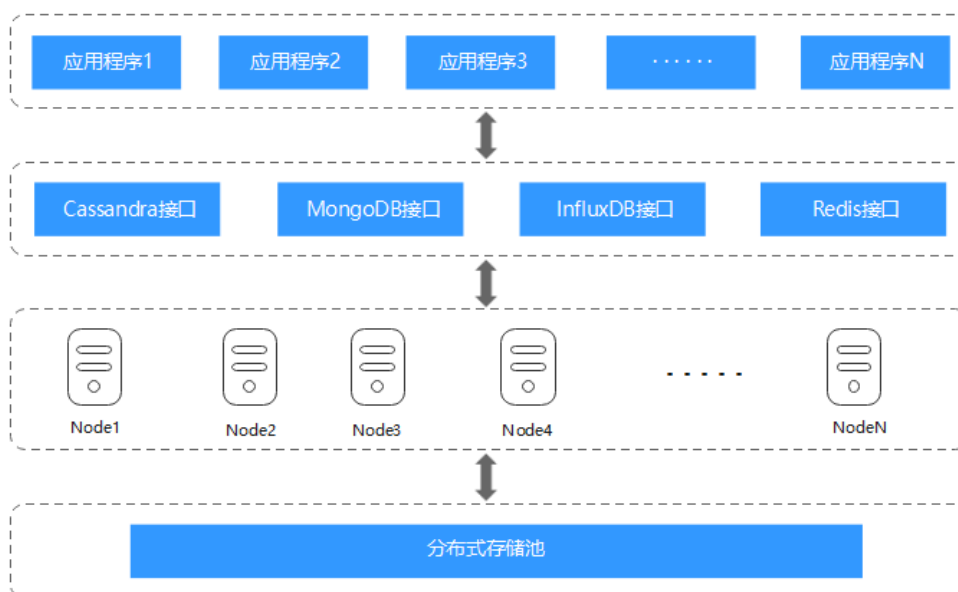 应用程序1 应用程序2 应用程序3 ······ 应用程序N
Cassandra接口 MongoDB接口 InfluxDB接口 Redis接口
Node1 Node2 Node3 Node4 - - - - - NodeN
分布式存储池